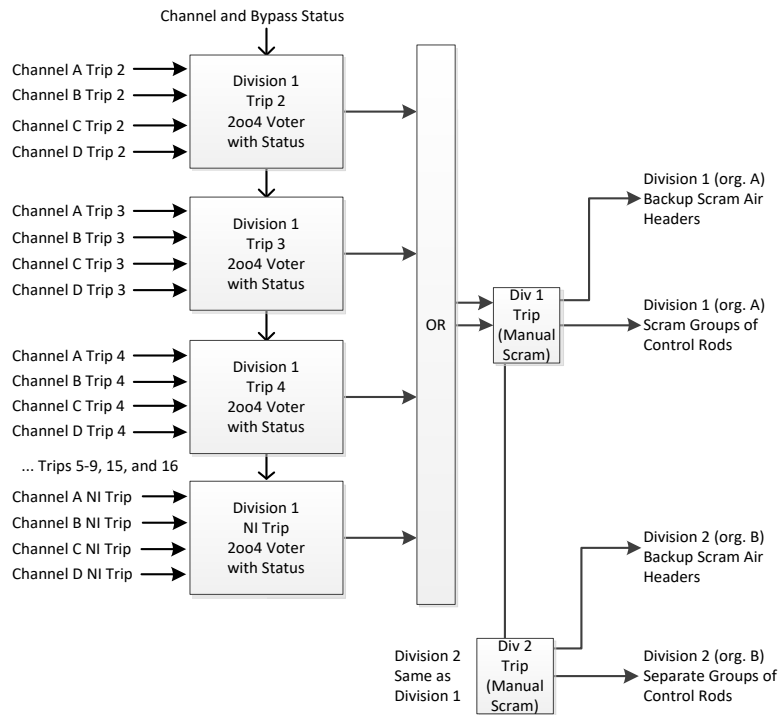 Channel and Bypass Status
Channel A Trip 2
Channel B Trip 2
Channel C Trip 2
Channel D Trip 2
Division 1
Trip 2
2oo4 Voter
with Status
Channel A Trip 3
Channel B Trip 3
Channel C Trip 3
Channel D Trip 3
Division 1
Trip 3
2oo4 Voter
with Status
Channel A Trip 4
Channel B Trip 4
Channel C Trip 4
Channel D Trip 4
Division 1
Trip 4
2oo4 Voter
with Status
... Trips 5-9, 15, and 16
Channel A NI Trip
Channel B NI Trip
Channel C NI Trip
Channel D NI Trip
Division 1
NI Trip
2oo4 Voter
with Status
OR
Div 1
Trip
(Manual
Scram)
Division 1 (org. A)
Backup Scram Air
Headers
Division 1 (org. A)
Scram Groups of
Control Rods
Division 2
Same as
Division 1
Div 2
Trip
(Manual
Scram)
Division 2 (org. B)
Backup Scram Air
Headers
Division 2 (org. B)
Separate Groups of
Control Rods